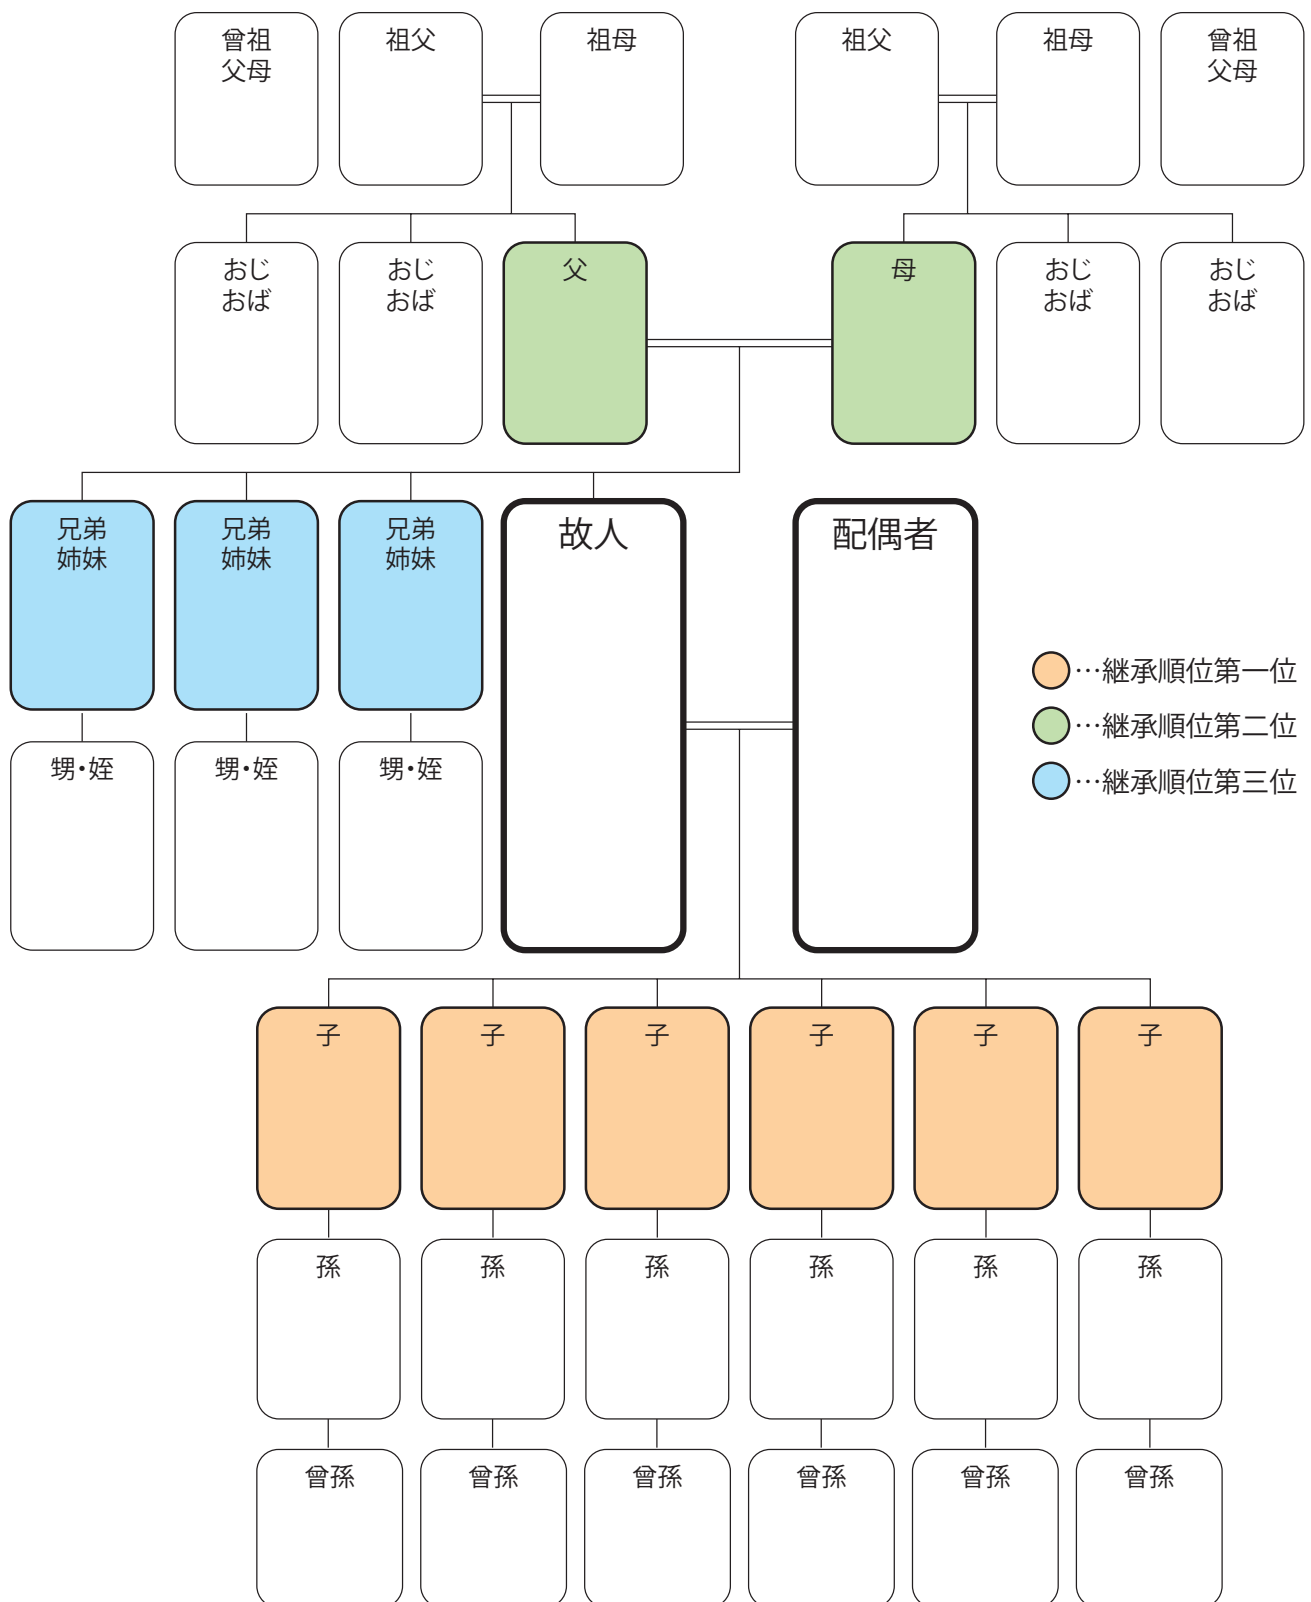 曾祖
父母
祖父
祖母
祖父
祖母
曾祖
父母
おじ
おば
おじ
おば
父
母
おじ
おば
おじ
おば
兄弟
姉妹
兄弟
姉妹
兄弟
姉妹
故人
配偶者
…継承順位第一位
…継承順位第二位
…継承順位第三位
甥・姪
甥・姪
甥・姪
子
子
子
子
子
子
孫
孫
孫
孫
孫
孫
曾孫
曾孫
曾孫
曾孫
曾孫
曾孫